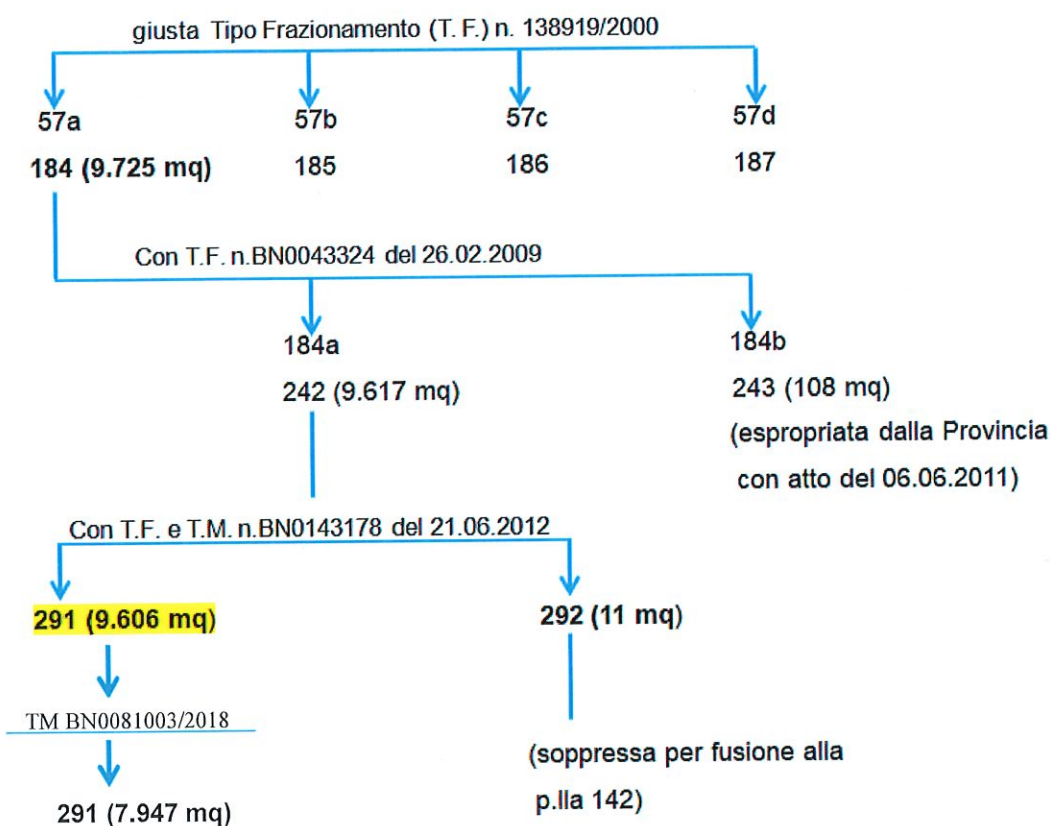 giusta Tipo Frazionamento (T. F.) n. 138919/2000
57a 57b 57c 57d
184 (9.725 mq) 185 186 187
Con T.F. n.BN0043324 del 26.02.2009
184a 184b
242 (9.617 mq) 243 (108 mq)
(espropriata dalla Provincia
con atto del 06.06.2011)
Con T.F. e T.M. n.BN0143178 del 21.06.2012
291 (9.606 mq) 292 (11 mq)
TM BN0081003/2018
(soppressa per fusione alla
p.lla 142)
291 (7.947 mq)